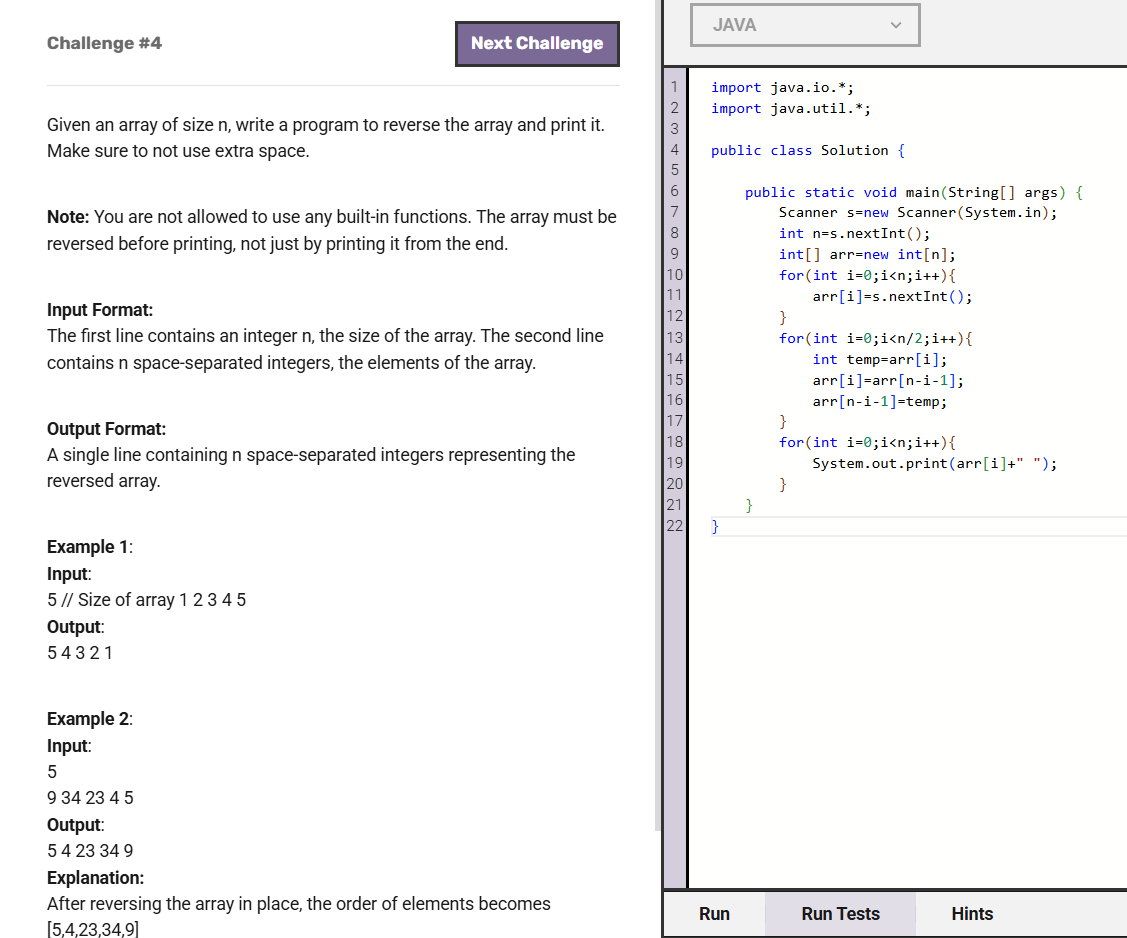 Challenge #4
Next Challenge
Given an array of size n, write a program to reverse the array and print it.
Make sure to not use extra space.
Note: You are not allowed to use any built-in functions. The array must be
reversed before printing, not just by printing it from the end.
Input Format:
The first line contains an integer n, the size of the array. The second line
contains n space-separated integers, the elements of the array.
Output Format:
A single line containing n space-separated integers representing the
reversed array.
Example 1:
Input:
5 // Size of array 1 2 3 4 5
Output:
5 4 3 2 1
Example 2:
Input:
5
9 34 23 4 5
Output:
5 4 23 34 9
Explanation:
After reversing the array in place, the order of elements becomes
[5,4,23,34,9]
JAVA
1 import java.io.*;
2 import java.util.*;
3
4 public class Solution {
5
6     public static void main(String[] args) {
7         Scanner s=new Scanner(System.in);
8         int n=s.nextInt();
9         int[] arr=new int[n];
10         for(int i=0;i<n;i++){
11             arr[i]=s.nextInt();
12         }
13         for(int i=0;i<n/2;i++){
14             int temp=arr[i];
15             arr[i]=arr[n-i-1];
16             arr[n-i-1]=temp;
17         }
18         for(int i=0;i<n;i++){
19             System.out.print(arr[i]+" ");
20         }
21     }
22 }
Run
Run Tests
Hints